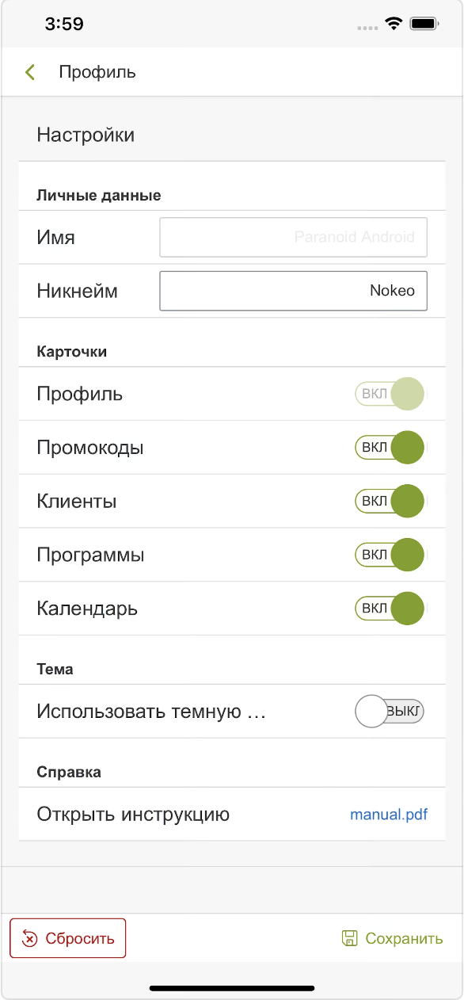 3:59
Профиль
Настройки
Личные данные
Имя
Paranoid Android
Никнейм
Nokeo
Карточки
Профиль
ВКЛ
Промокоды
ВКЛ
Клиенты
ВКЛ
Программы
ВКЛ
Календарь
ВКЛ
Тема
Использовать темную ...
ВЫКЛ
Справка
Открыть инструкцию
manual.pdf
Сбросить
Сохранить